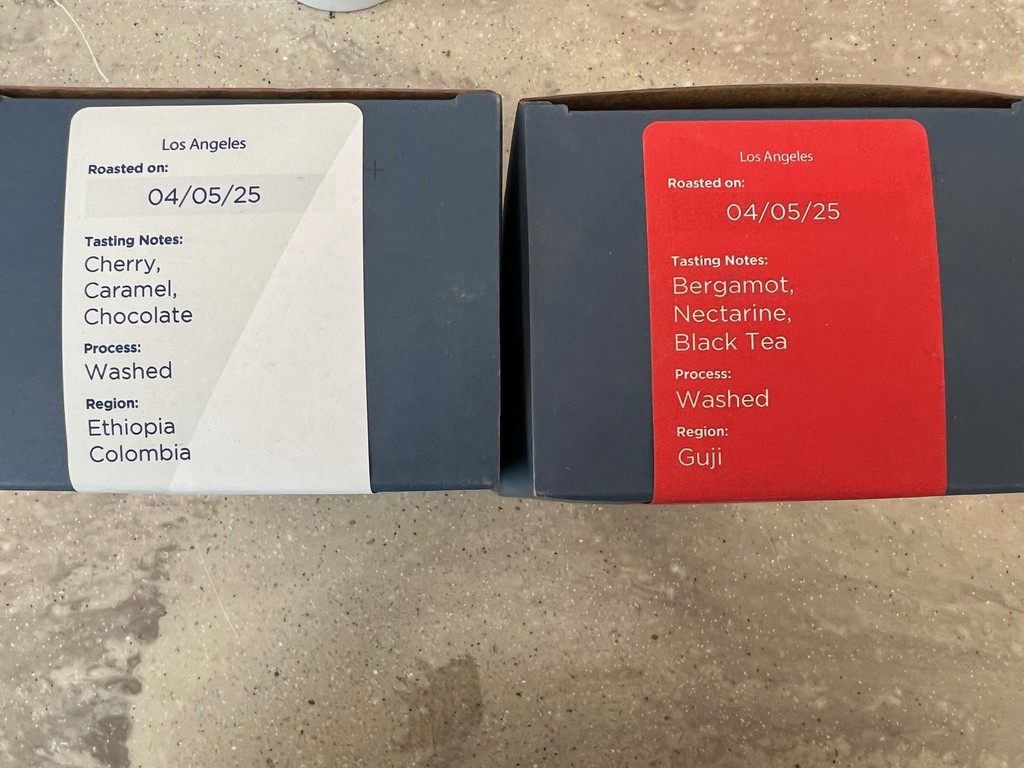 Los Angeles
Roasted on:
04/05/25
Tasting Notes:
Cherry,
Caramel,
Chocolate
Process:
Washed
Region:
Ethiopia
Colombia
Los Angeles
Roasted on:
04/05/25
Tasting Notes:
Bergamot,
Nectarine,
Black Tea
Process:
Washed
Region:
Guji